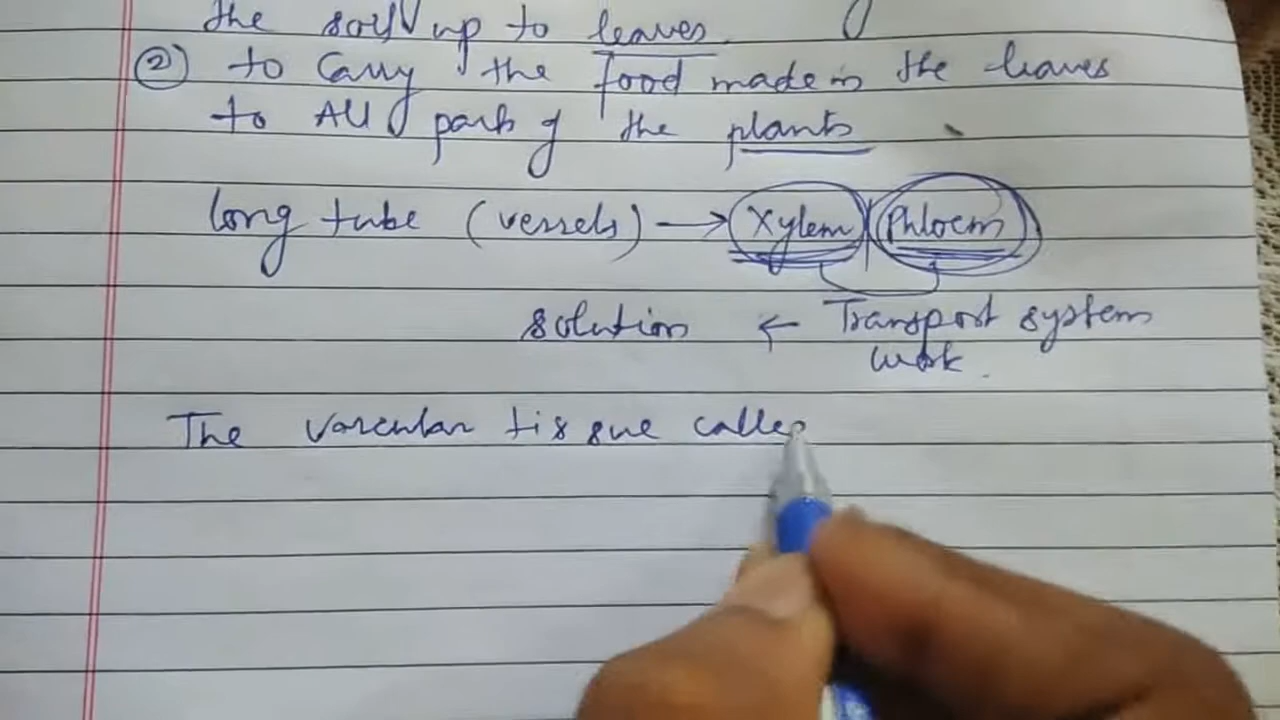 the soil up to leaves
② to carry the food made in the leaves
to All parts of the plants
long tube (vessels) → Xylem Phloem
solution ← Transport system
work.
The vascular tissue calle